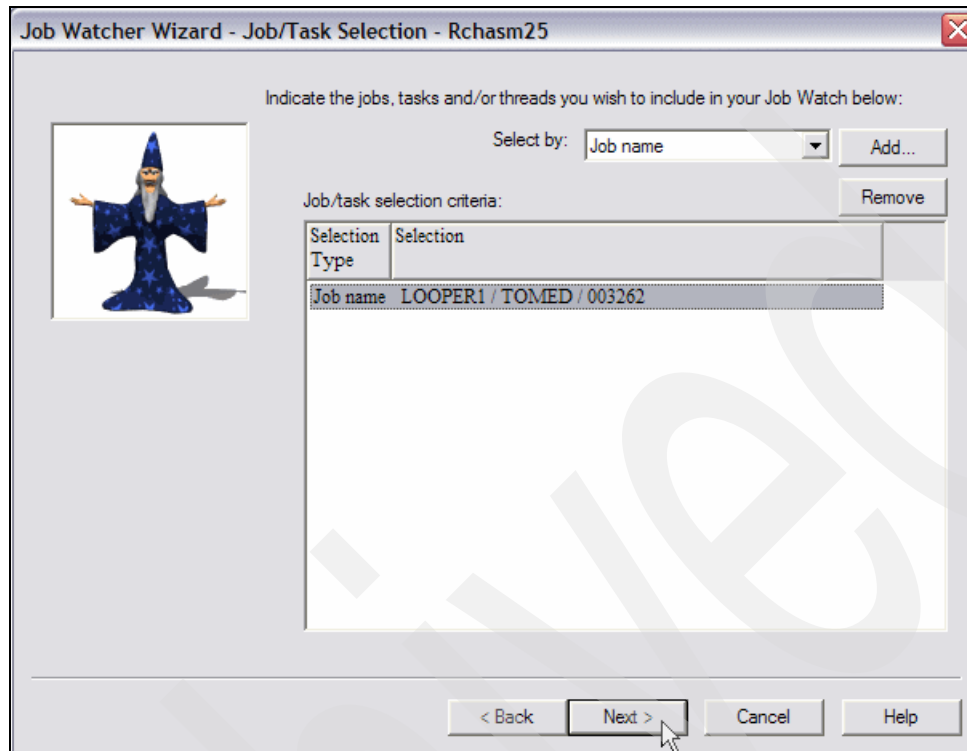 Job Watcher Wizard - Job/Task Selection - Rchasm25
Indicate the jobs, tasks and/or threads you wish to include in your Job Watch below:
Select by: Job name Add...
Job/task selection criteria: Remove
Selection Type Selection
Job name LOOPER1 / TOMED / 003262
< Back Next > Cancel Help